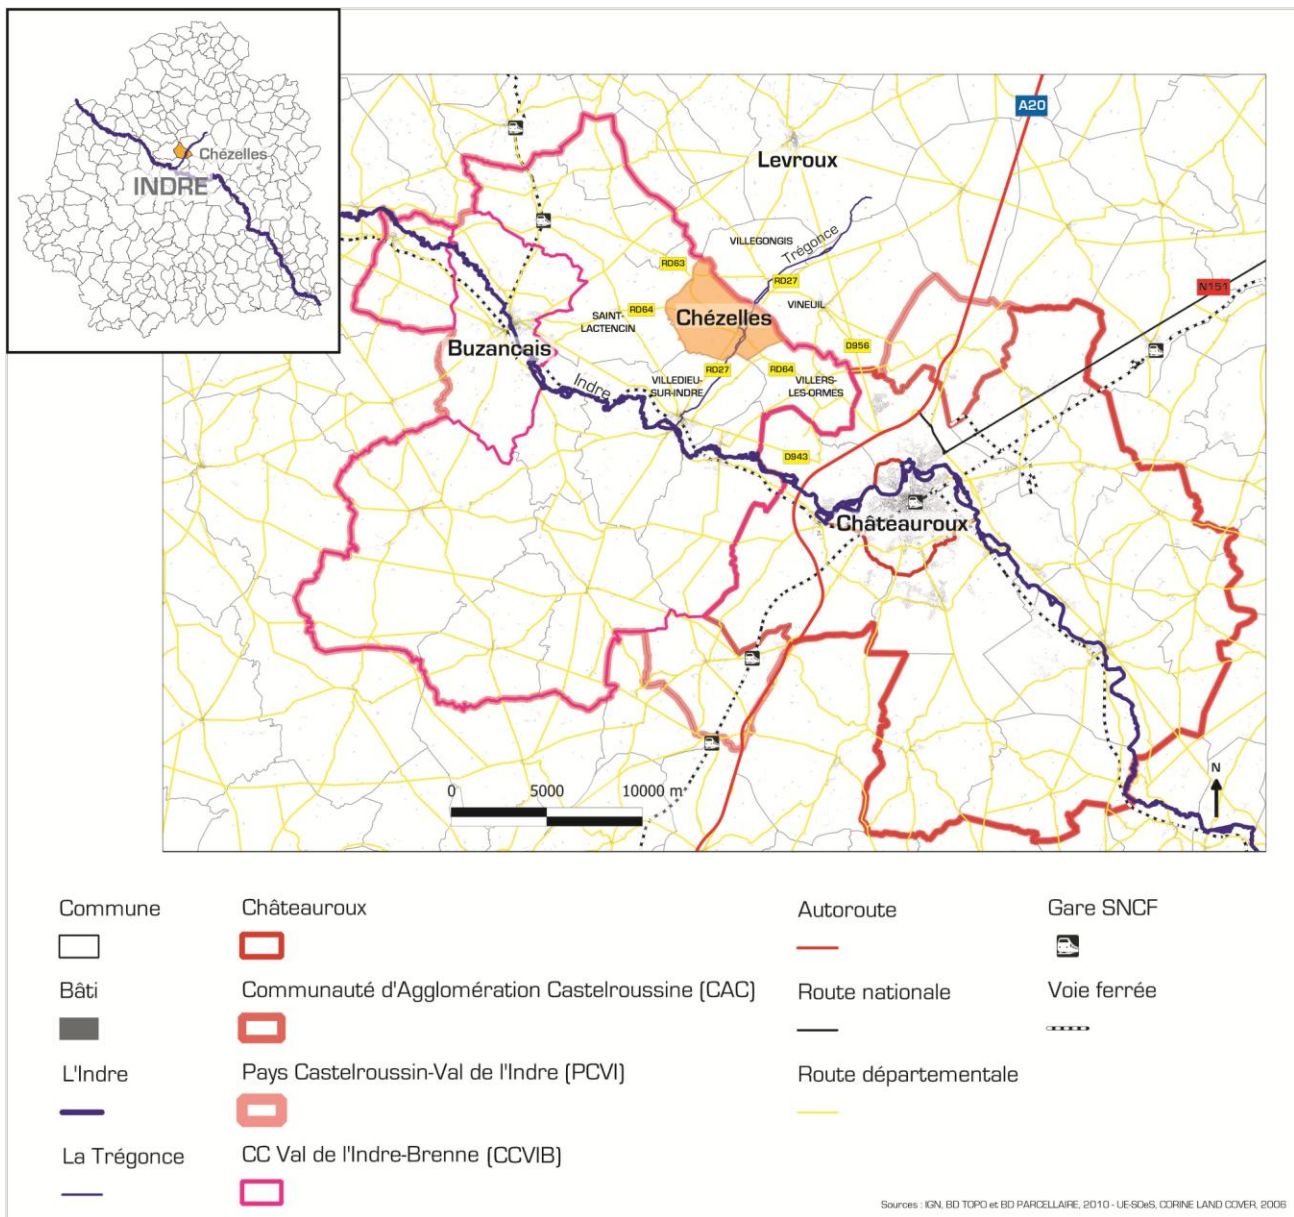 Chézelles
INDRE
A20
Levroux
VILLEGONGIS
Trégonce
RD63
RD27
N151
Chézelles
VINEUIL
RD64
SAINT-
LACTENCIN
Buzançais
D956
Indre
RD27
RD64
VILLEDIEU-
SUR-INDRE
VILLERS-
LES-ORMES
D943
Châteauroux
0 5000 10000 m
N
Commune
Châteauroux
Autoroute
Gare SNCF
Bâti
Communauté d'Agglomération Castelroussine (CAC)
Route nationale
Voie ferrée
L'Indre
Pays Castelroussin-Val de l'Indre (PCVI)
Route départementale
La Trégonce
CC Val de l'Indre-Brenne (CCVIB)
Sources : IGN, BD TOPO et BD PARCELLAIRE, 2010 - UE-SOeS, CORINE LAND COVER, 2006